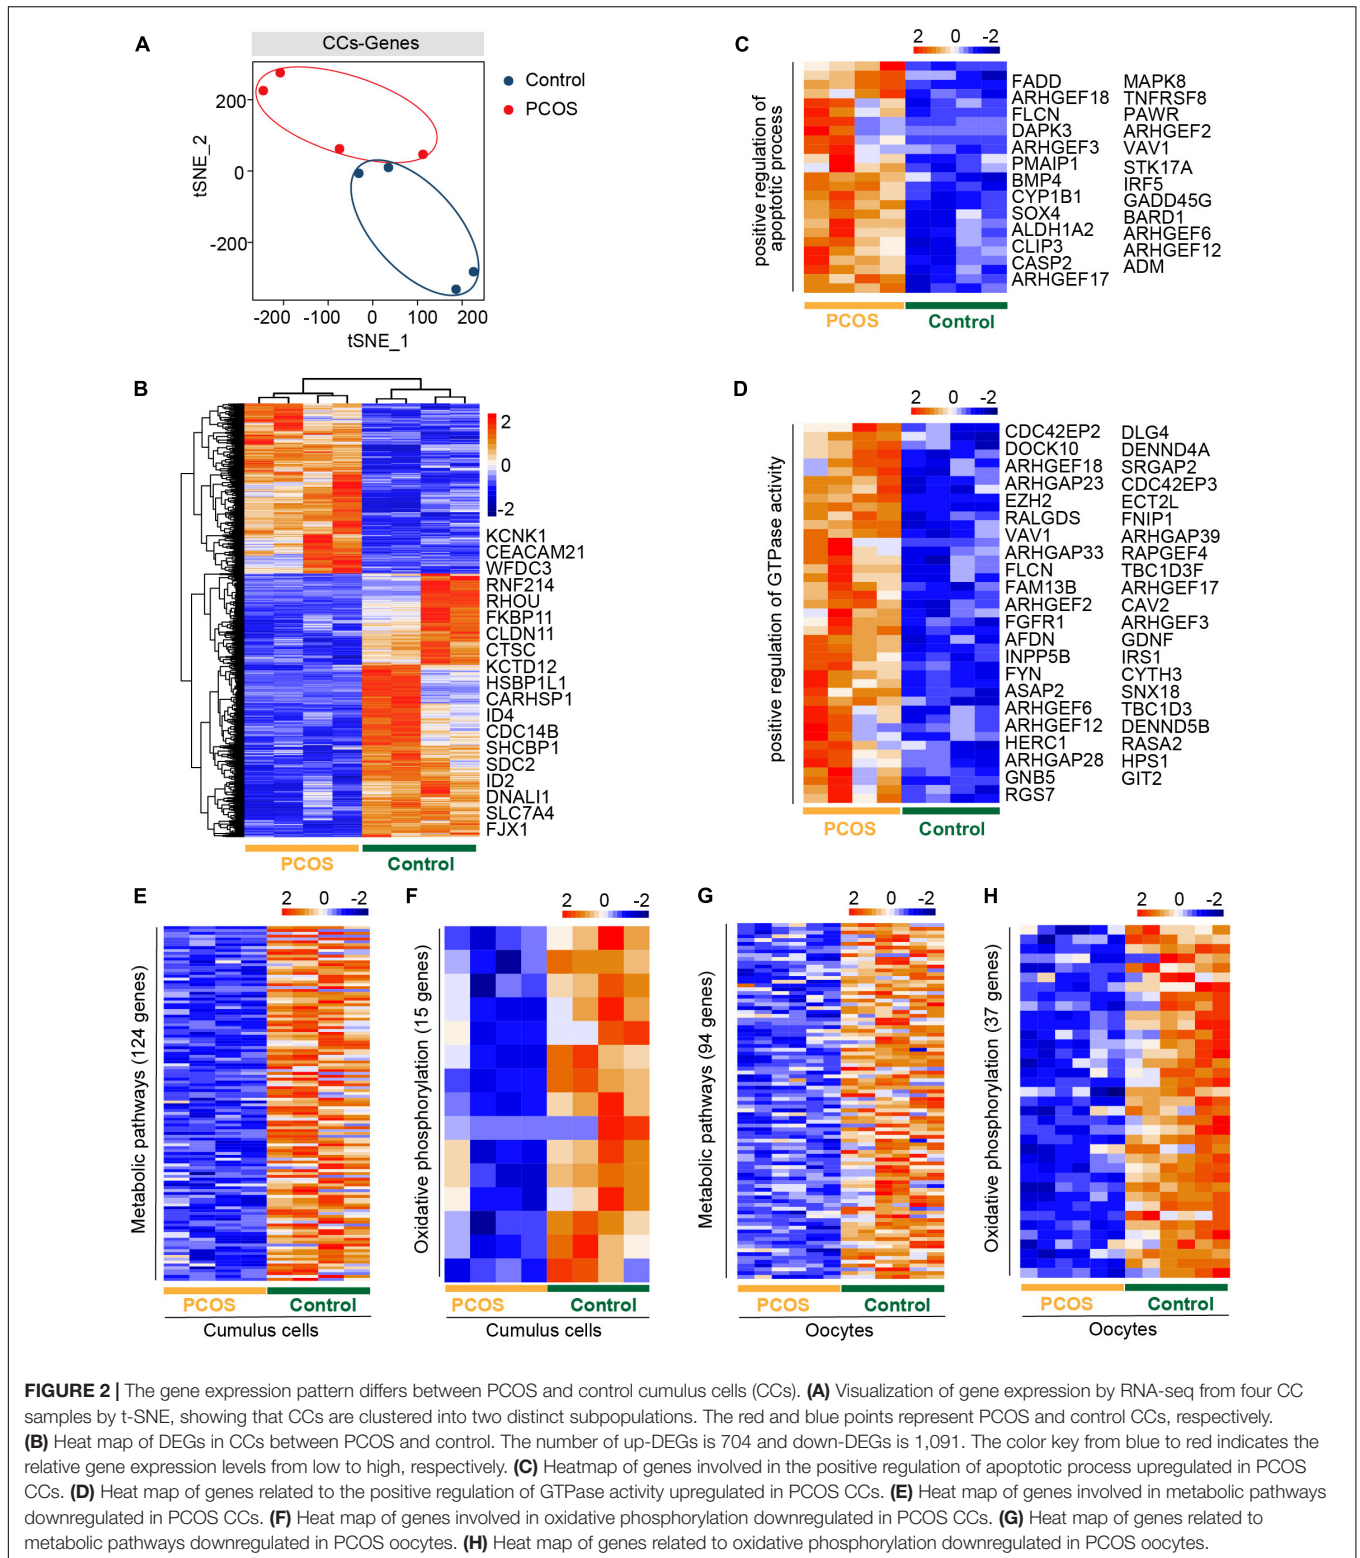 A
CCs-Genes
Control
PCOS
tSNE_2
200
0
-200
-200 -100 0 100 200
tSNE_1
B
2
0
-2
KCNK1
CEACAM21
WFDC3
RNF214
RHOU
FKBP11
CLDN11
CTSC
KCTD12
HSBP1L1
CARHSP1
ID4
CDC14B
SHCBP1
SDC2
ID2
DNALI1
SLC7A4
FJX1
PCOS Control
C
2 0 -2
positive regulation of
apoptotic process
FADD
ARHGEF18
FLCN
DAPK3
ARHGEF3
PMAIP1
BMP4
CYP1B1
SOX4
ALDH1A2
CLIP3
CASP2
ARHGEF17
MAPK8
TNFRSF8
PAWR
ARHGEF2
VAV1
STK17A
IRF5
GADD45G
BARD1
ARHGEF6
ARHGEF12
ADM
PCOS Control
D
2 0 -2
positive regulation of GTPase activity
CDC42EP2
DOCK10
ARHGEF18
ARHGAP23
EZH2
RALGDS
VAV1
ARHGAP33
FLCN
FAM13B
ARHGEF2
FGFR1
AFDN
INPP5B
FYN
ASAP2
ARHGEF6
ARHGEF12
HERC1
ARHGAP28
GNB5
RGS7
DLG4
DENND4A
SRGAP2
CDC42EP3
ECT2L
FNIP1
ARHGAP39
RAPGEF4
TBC1D3F
ARHGEF17
CAV2
ARHGEF3
GDNF
IRS1
CYTH3
SNX18
TBC1D3
DENND5B
RASA2
HPS1
GIT2
PCOS Control
E
2 0 -2
Metabolic pathways (124 genes)
PCOS Control
Cumulus cells
F
2 0 -2
Oxidative phosphorylation (15 genes)
PCOS Control
Cumulus cells
G
2 0 -2
Metabolic pathways (94 genes)
PCOS Control
Oocytes
H
2 0 -2
Oxidative phosphorylation (37 genes)
PCOS Control
Oocytes
FIGURE 2 | The gene expression pattern differs between PCOS and control cumulus cells (CCs). (A) Visualization of gene expression by RNA-seq from four CC
samples by t-SNE, showing that CCs are clustered into two distinct subpopulations. The red and blue points represent PCOS and control CCs, respectively.
(B) Heat map of DEGs in CCs between PCOS and control. The number of up-DEGs is 704 and down-DEGs is 1,091. The color key from blue to red indicates the
relative gene expression levels from low to high, respectively. (C) Heatmap of genes involved in the positive regulation of apoptotic process upregulated in PCOS
CCs. (D) Heat map of genes related to the positive regulation of GTPase activity upregulated in PCOS CCs. (E) Heat map of genes involved in metabolic pathways
downregulated in PCOS CCs. (F) Heat map of genes involved in oxidative phosphorylation downregulated in PCOS CCs. (G) Heat map of genes related to
metabolic pathways downregulated in PCOS oocytes. (H) Heat map of genes related to oxidative phosphorylation downregulated in PCOS oocytes.